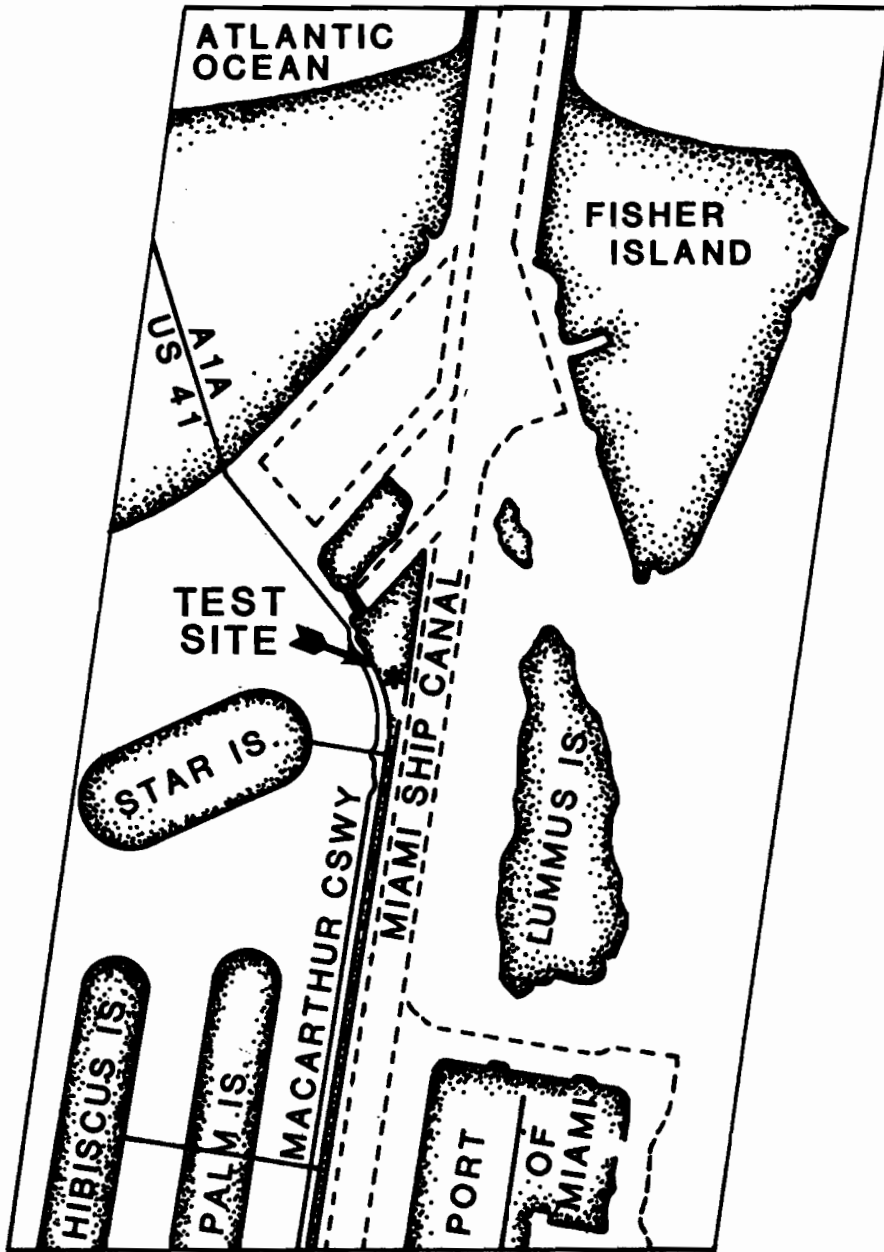 ATLANTIC
OCEAN
FISHER
ISLAND
A1A
US 41
TEST
SITE
STAR IS.
MIAMI SHIP CANAL
LUMMUS IS.
MACARTHUR CSWY
HIBISCUS IS.
PALM IS.
PORT
OF
MIAMI